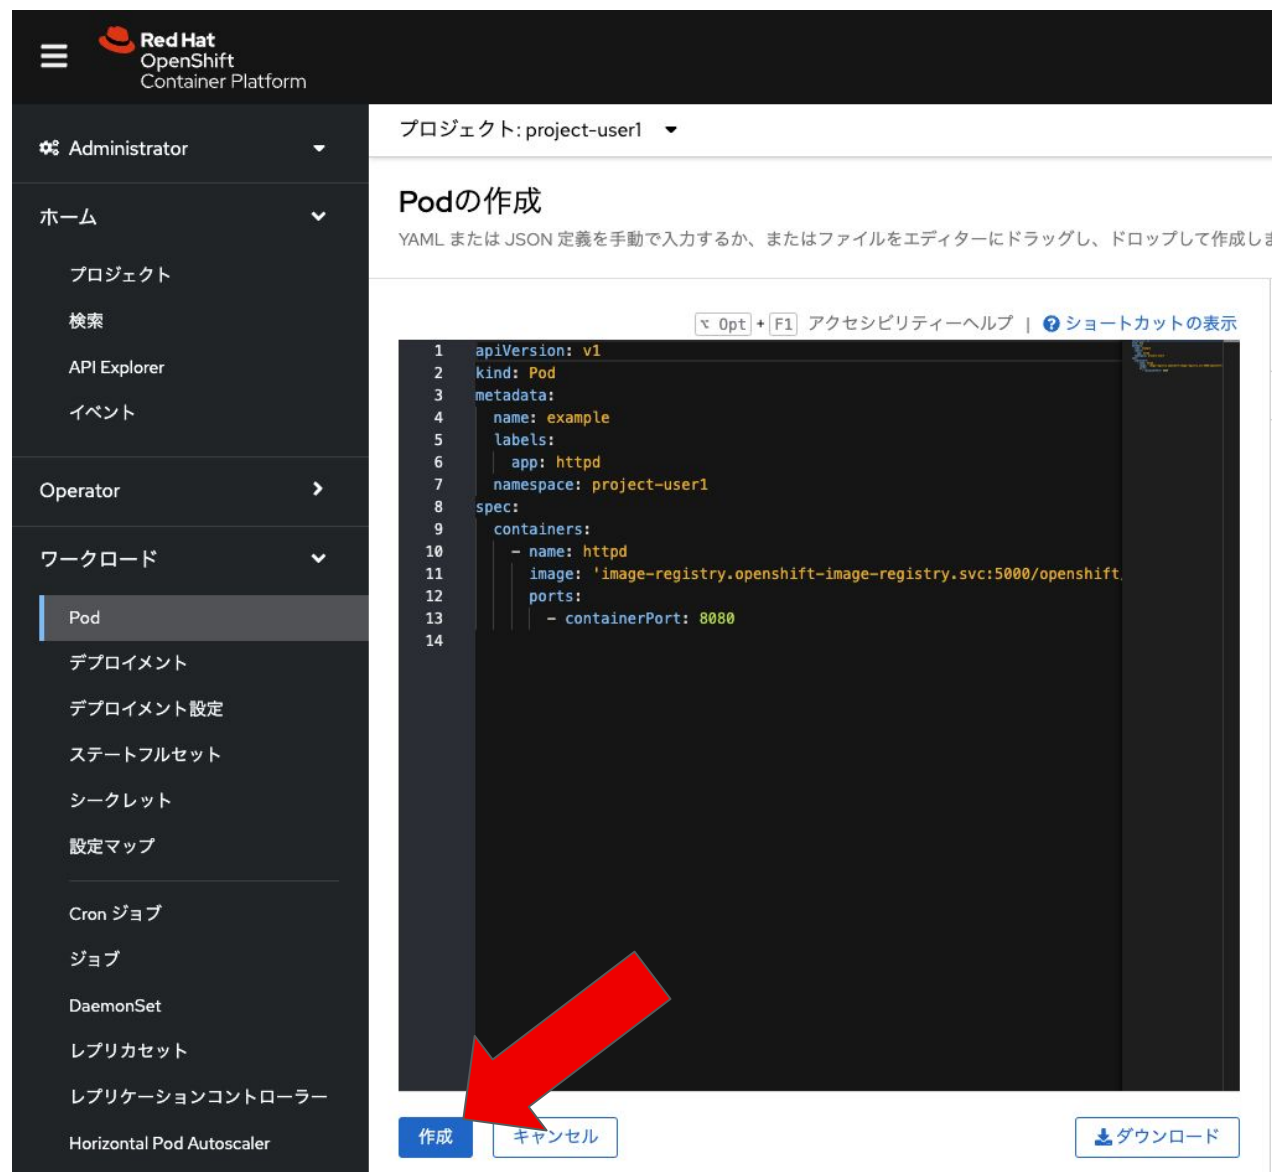 Red Hat
OpenShift
Container Platform
Administrator
ホーム
プロジェクト
検索
API Explorer
イベント
Operator
ワークロード
Pod
デプロイメント
デプロイメント設定
ステートフルセット
シークレット
設定マップ
Cron ジョブ
ジョブ
DaemonSet
レプリカセット
レプリケーションコントローラー
Horizontal Pod Autoscaler
プロジェクト: project-user1
Podの作成
YAML または JSON 定義を手動で入力するか、またはファイルをエディターにドラッグし、ドロップして作成しま
⌥ Opt + F1 アクセシビリティーヘルプ | ショートカットの表示
1 apiVersion: v1
2 kind: Pod
3 metadata:
4 name: example
5 labels:
6 app: httpd
7 namespace: project-user1
8 spec:
9 containers:
10 - name: httpd
11 image: 'image-registry.openshift-image-registry.svc:5000/openshift
12 ports:
13 - containerPort: 8080
14
作成
キャンセル
ダウンロード